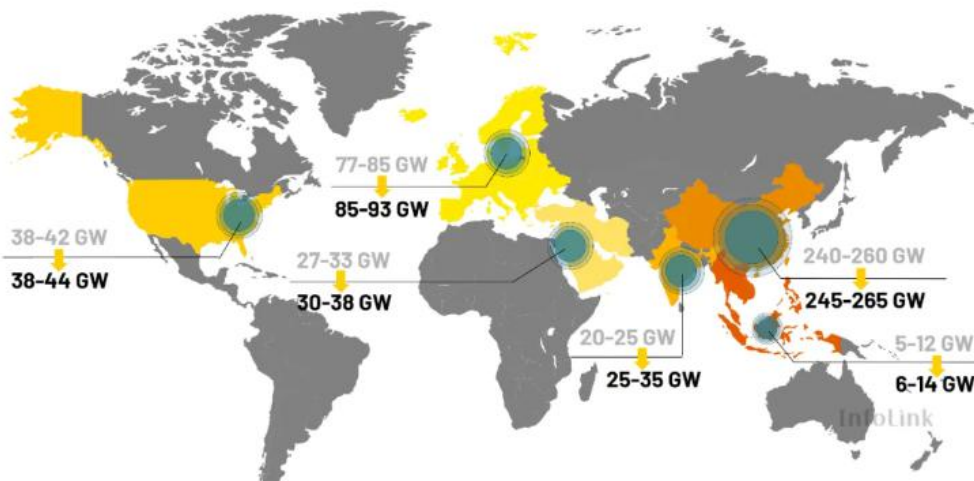 77-85 GW
85-93 GW
38-42 GW
38-44 GW
27-33 GW
30-38 GW
240-260 GW
245-265 GW
20-25 GW
25-35 GW
5-12 GW
6-14 GW
InfoLink